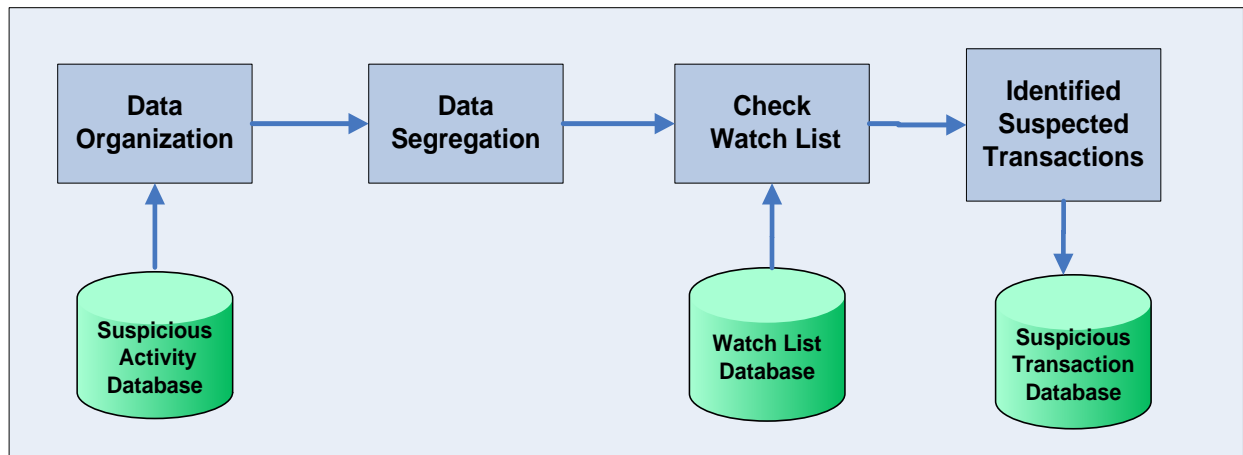 Data
Organization
Data
Segregation
Check
Watch List
Identified
Suspected
Transactions
Suspicious
Activity
Database
Watch List
Database
Suspicious
Transaction
Database